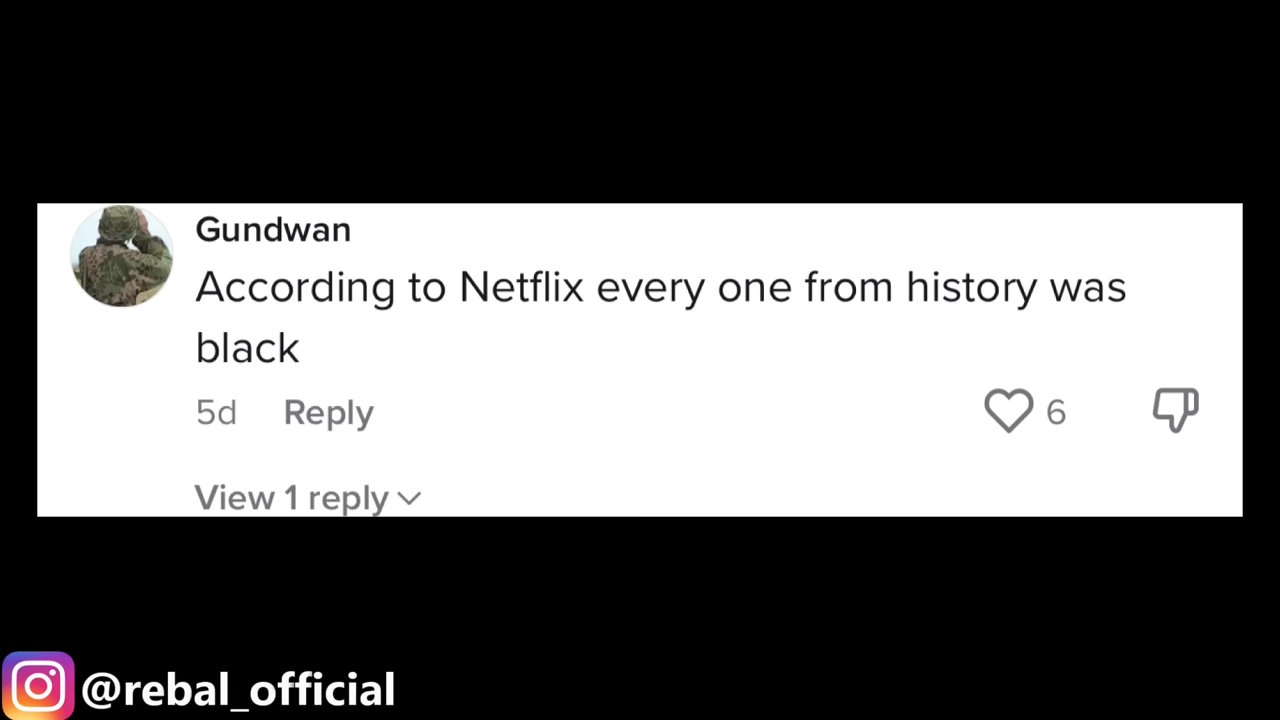 Gundwan
According to Netflix every one from history was
black
5d Reply 6
View 1 reply
@rebal_official